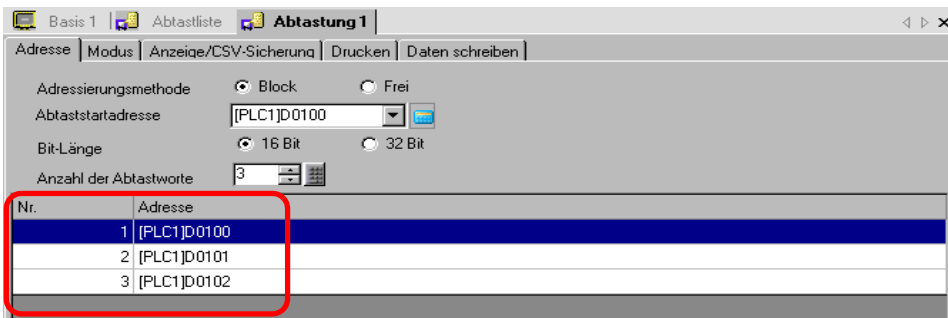 Basis 1 Abtastliste Abtastung 1
Adresse Modus Anzeige/CSV-Sicherung Drucken Daten schreiben
Adressierungsmethode Block Frei
Abtaststartadresse [PLC1]D0100
Bit-Länge 16 Bit 32 Bit
Anzahl der Abtastworte 3
Nr. Adresse
1 [PLC1]D0100
2 [PLC1]D0101
3 [PLC1]D0102